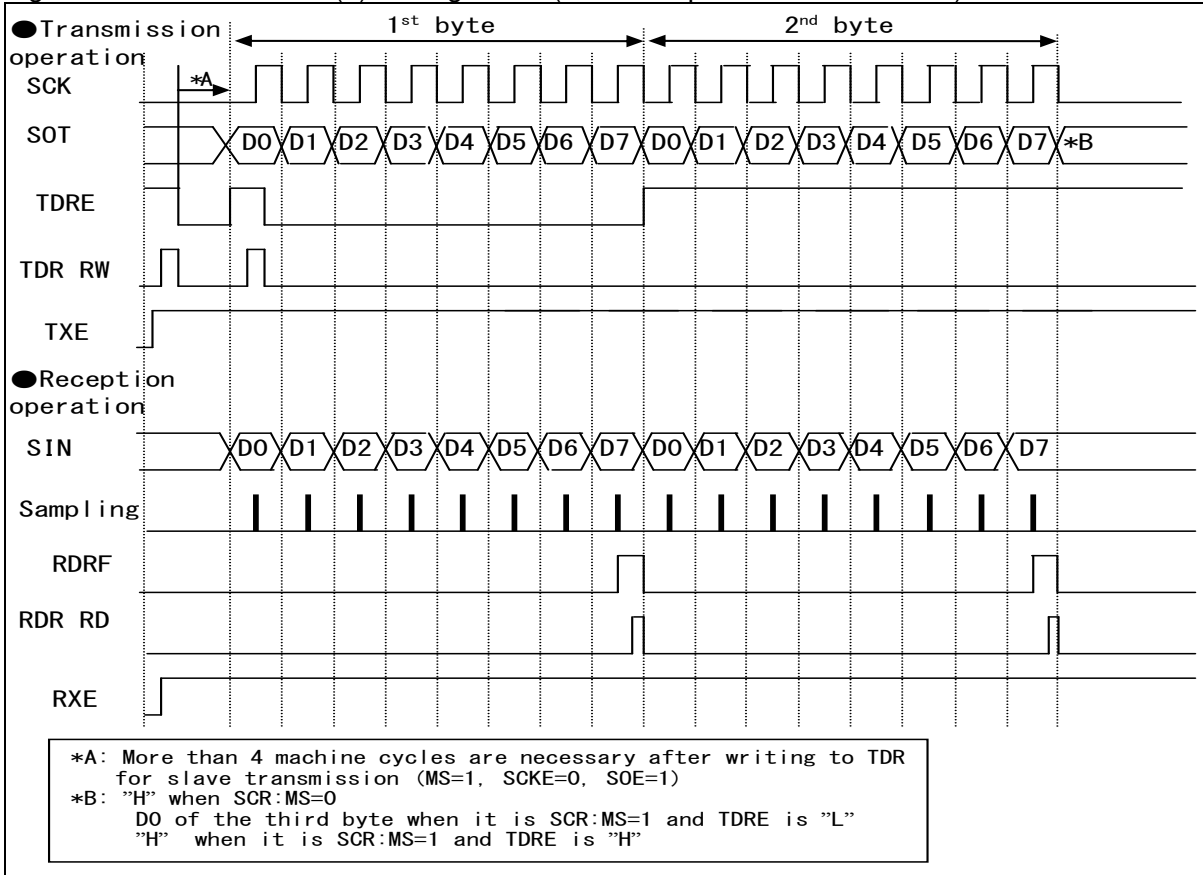 ●Transmission
operation
1st byte
2nd byte
SCK
*A
SOT
D0 D1 D2 D3 D4 D5 D6 D7 D0 D1 D2 D3 D4 D5 D6 D7 *B
TDRE
TDR RW
TXE
●Reception
operation
SIN
D0 D1 D2 D3 D4 D5 D6 D7 D0 D1 D2 D3 D4 D5 D6 D7
Sampling
RDRF
RDR RD
RXE
*A: More than 4 machine cycles are necessary after writing to TDR
for slave transmission (MS=1, SCKE=0, SOE=1)
*B: ”H” when SCR:MS=0
DO of the third byte when it is SCR:MS=1 and TDRE is ”L”
”H” when it is SCR:MS=1 and TDRE is ”H”